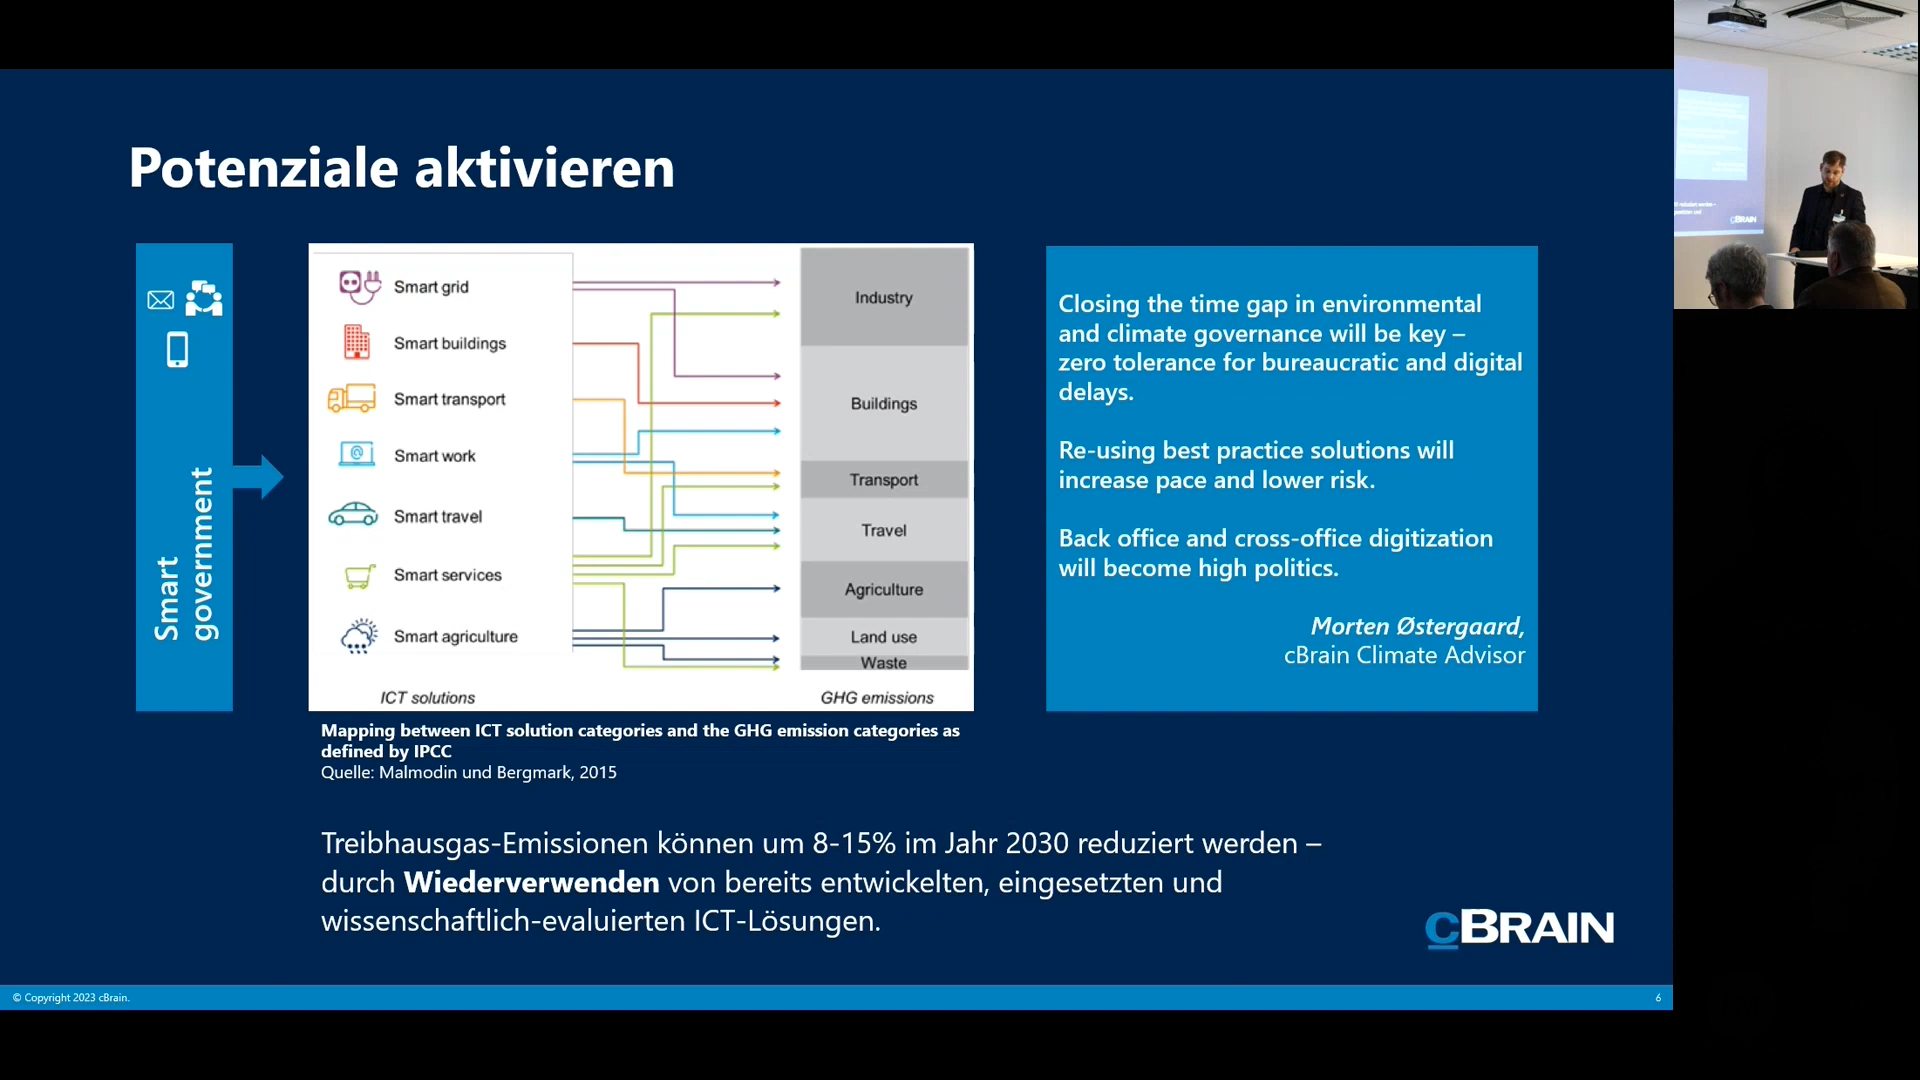 Potenziale aktivieren
Smart
government
Smart grid
Smart buildings
Smart transport
Smart work
Smart travel
Smart services
Smart agriculture
ICT solutions
Industry
Buildings
Transport
Travel
Agriculture
Land use
Waste
GHG emissions
Mapping between ICT solution categories and the GHG emission categories as
defined by IPCC
Quelle: Malmodin und Bergmark, 2015
Closing the time gap in environmental
and climate governance will be key –
zero tolerance for bureaucratic and digital
delays.
Re-using best practice solutions will
increase pace and lower risk.
Back office and cross-office digitization
will become high politics.
Morten Østergaard,
cBrain Climate Advisor
Treibhausgas-Emissionen können um 8-15% im Jahr 2030 reduziert werden –
durch Wiederverwenden von bereits entwickelten, eingesetzten und
wissenschaftlich-evaluierten ICT-Lösungen.
cBRAIN
© Copyright 2023 cBrain.
6
cBRAIN